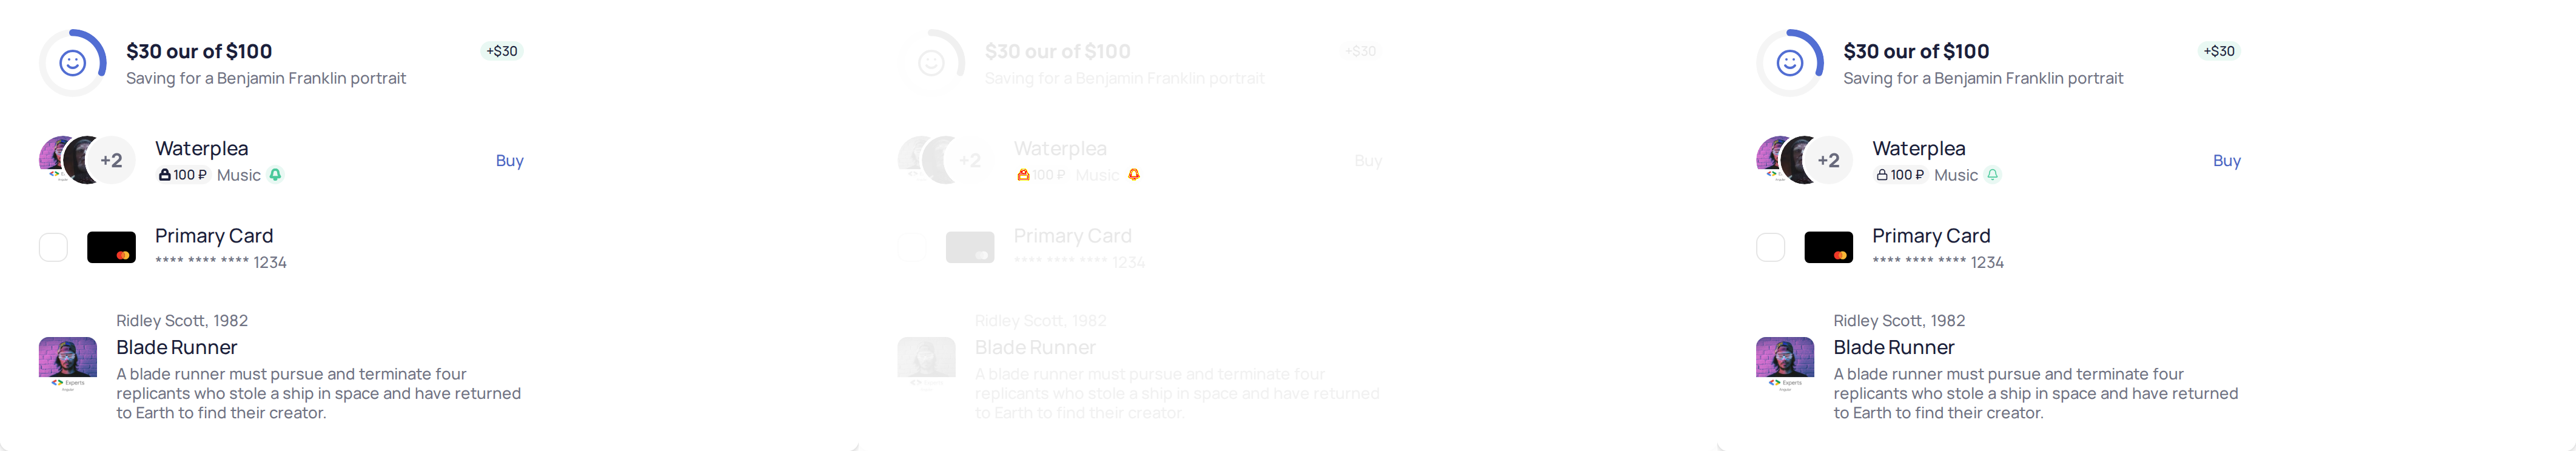 $30 our of $100
+$30
Saving for a Benjamin Franklin portrait
+2
Waterplea
Buy
100 ₽ Music
Primary Card
**** **** **** 1234
Ridley Scott, 1982
Blade Runner
Experts
Angular
A blade runner must pursue and terminate four
replicants who stole a ship in space and have returned
to Earth to find their creator.
$30 our of $100
+$30
Saving for a Benjamin Franklin portrait
+2
Waterplea
Buy
100 ₽ Music
Primary Card
**** **** **** 1234
Ridley Scott, 1982
Blade Runner
A blade runner must pursue and terminate four
replicants who stole a ship in space and have returned
to Earth to find their creator.
$30 our of $100
+$30
Saving for a Benjamin Franklin portrait
+2
Waterplea
Buy
100 ₽ Music
Primary Card
**** **** **** 1234
Ridley Scott, 1982
Blade Runner
Experts
Angular
A blade runner must pursue and terminate four
replicants who stole a ship in space and have returned
to Earth to find their creator.